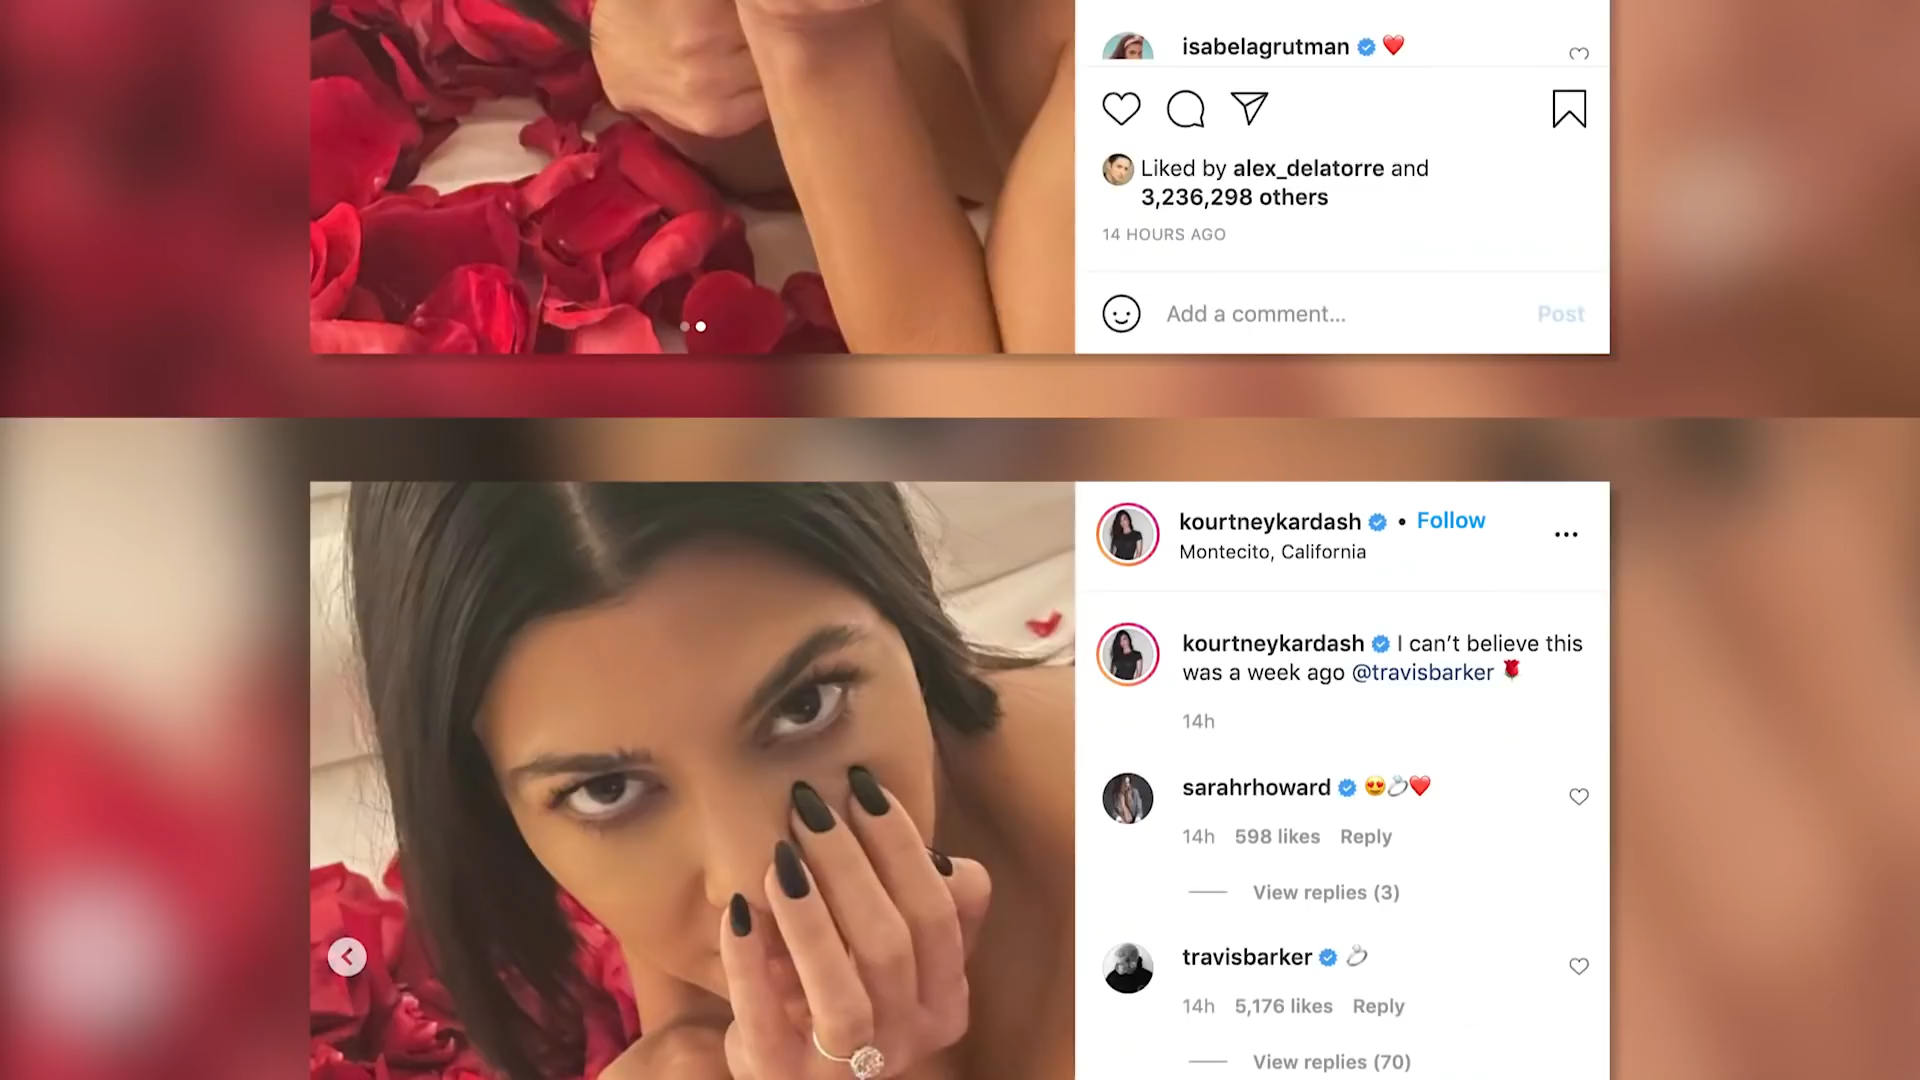 isabelagrutman ❤️
Liked by alex_delatorre and
3,236,298 others
14 HOURS AGO
Add a comment... Post
kourtneykardash • Follow
Montecito, California
kourtneykardash I can’t believe this
was a week ago @travisbarker 🌹
14h
sarahrhoward 😍💍❤️
14h 598 likes Reply
View replies (3)
travisbarker 💍
14h 5,176 likes Reply
View replies (70)